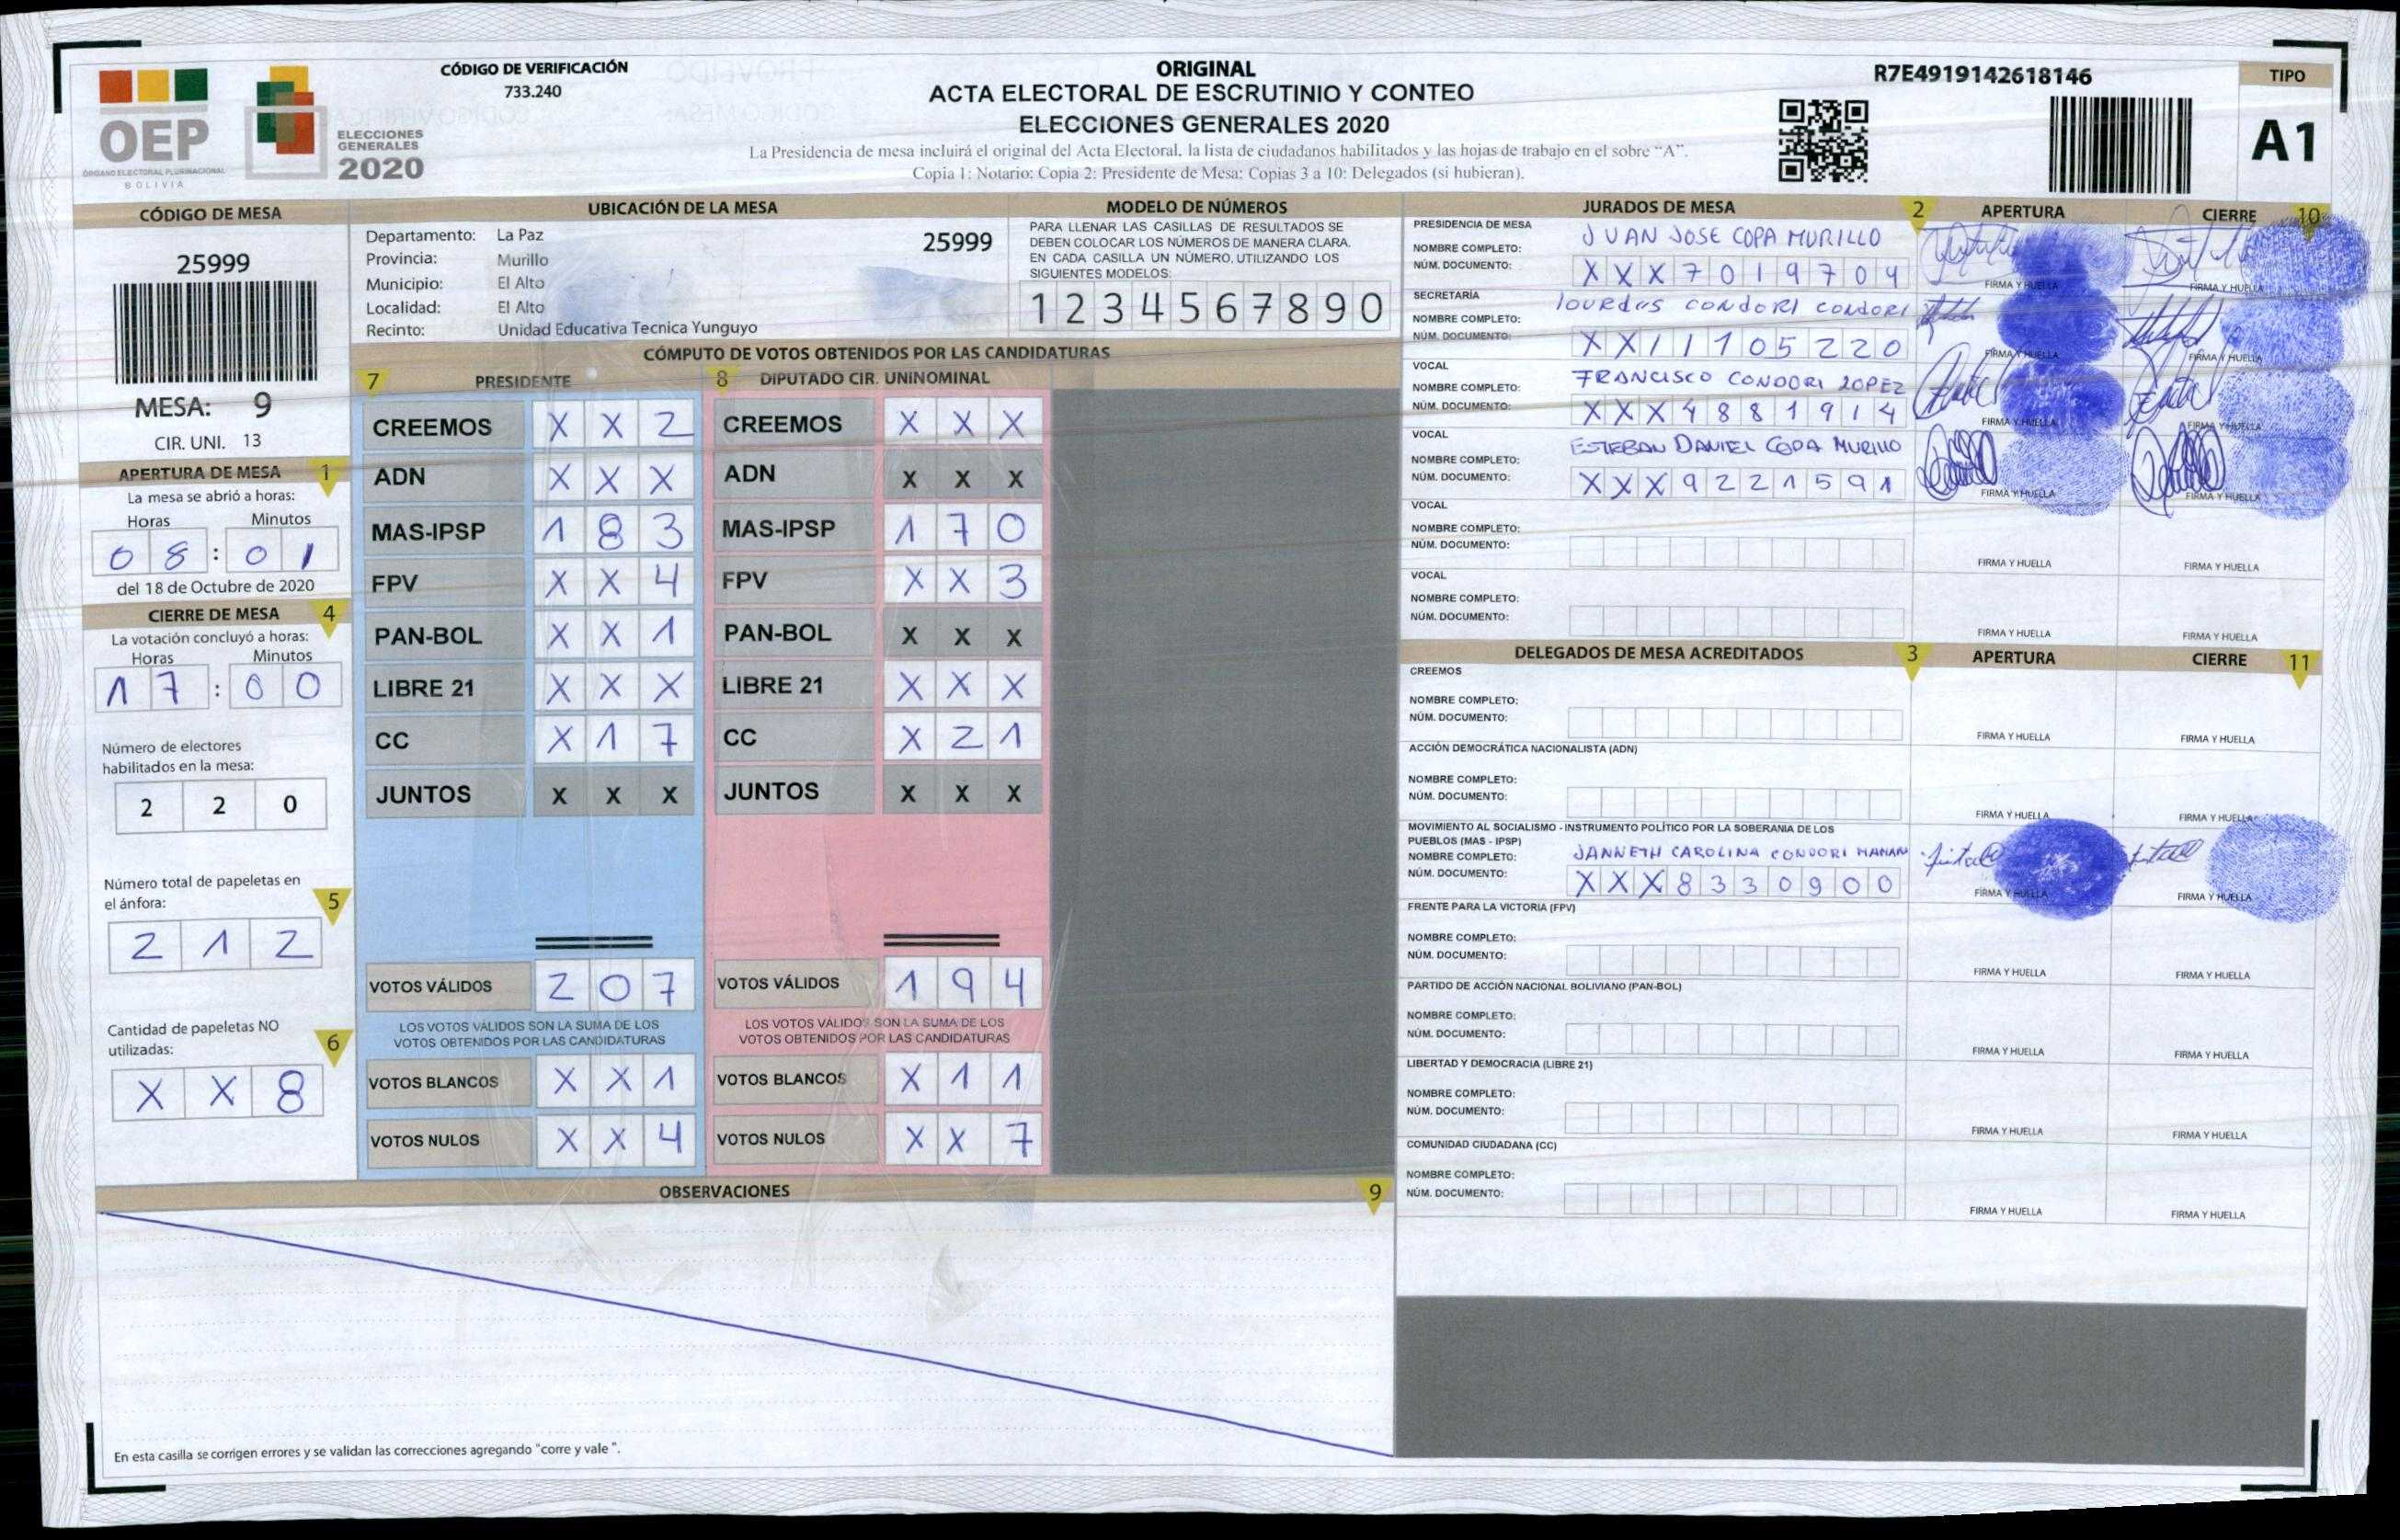 OEP
ÓRGANO ELECTORAL PLURINACIONAL
BOLIVIA
ELECCIONES
GENERALES
2020
CÓDIGO DE VERIFICACIÓN
733.240
ORIGINAL
ACTA ELECTORAL DE ESCRUTINIO Y CONTEO
ELECCIONES GENERALES 2020
La Presidencia de mesa incluirá el original del Acta Electoral, la lista de ciudadanos habilitados y las hojas de trabajo en el sobre “A”.
Copia 1: Notario: Copia 2: Presidente de Mesa: Copias 3 a 10: Delegados (si hubieran).
R7E4919142618146
TIPO
A1
CÓDIGO DE MESA
25999
MESA: 9
CIR. UNI. 13
APERTURA DE MESA 1
La mesa se abrió a horas:
Horas Minutos
0 8 : 0 1
del 18 de Octubre de 2020
CIERRE DE MESA 4
La votación concluyó a horas:
Horas Minutos
1 7 : 0 0
Número de electores
habilitados en la mesa:
2 2 0
Número total de papeletas en
el ánfora: 5
2 1 2
Cantidad de papeletas NO
utilizadas: 6
X X 8
UBICACIÓN DE LA MESA
Departamento: La Paz 25999
Provincia: Murillo
Municipio: El Alto
Localidad: El Alto
Recinto: Unidad Educativa Tecnica Yunguyo
MODELO DE NÚMEROS
PARA LLENAR LAS CASILLAS DE RESULTADOS SE
DEBEN COLOCAR LOS NÚMEROS DE MANERA CLARA.
EN CADA CASILLA UN NÚMERO, UTILIZANDO LOS
SIGUIENTES MODELOS:
1 2 3 4 5 6 7 8 9 0
CÓMPUTO DE VOTOS OBTENIDOS POR LAS CANDIDATURAS
7 PRESIDENTE 8 DIPUTADO CIR. UNINOMINAL
CREEMOS X X 2 CREEMOS X X X
ADN X X X ADN X X X
MAS-IPSP 1 8 3 MAS-IPSP 1 7 0
FPV X X 4 FPV X X 3
PAN-BOL X X 1 PAN-BOL X X X
LIBRE 21 X X X LIBRE 21 X X X
CC X 1 7 CC X 2 1
JUNTOS X X X JUNTOS X X X
VOTOS VÁLIDOS 2 0 7 VOTOS VÁLIDOS 1 9 4
LOS VOTOS VÁLIDOS SON LA SUMA DE LOS LOS VOTOS VÁLIDOS SON LA SUMA DE LOS
VOTOS OBTENIDOS POR LAS CANDIDATURAS VOTOS OBTENIDOS POR LAS CANDIDATURAS
VOTOS BLANCOS X X 1 VOTOS BLANCOS X 1 1
VOTOS NULOS X X 4 VOTOS NULOS X X 7
OBSERVACIONES 9
En esta casilla se corrigen errores y se validan las correcciones agregando "corre y vale ".
JURADOS DE MESA 2 APERTURA CIERRE 10
PRESIDENCIA DE MESA
NOMBRE COMPLETO: JUAN JOSE COPA MURILLO
NÚM. DOCUMENTO: X X X 7 0 1 9 7 0 4
FIRMA Y HUELLA FIRMA Y HUELLA
SECRETARÍA
NOMBRE COMPLETO: lourdes CONDORI CONDORI
NÚM. DOCUMENTO: X X 1 1 1 0 5 2 2 0
FIRMA Y HUELLA FIRMA Y HUELLA
VOCAL
NOMBRE COMPLETO: FRANCISCO CONDORI LOPEZ
NÚM. DOCUMENTO: X X X 4 8 8 1 9 1 4
FIRMA Y HUELLA FIRMA Y HUELLA
VOCAL
NOMBRE COMPLETO: ESTEBAN DANIEL COPA MURILLO
NÚM. DOCUMENTO: X X X 9 2 2 1 5 9 1
FIRMA Y HUELLA FIRMA Y HUELLA
VOCAL
NOMBRE COMPLETO:
NÚM. DOCUMENTO:
FIRMA Y HUELLA FIRMA Y HUELLA
VOCAL
NOMBRE COMPLETO:
NÚM. DOCUMENTO:
FIRMA Y HUELLA FIRMA Y HUELLA
DELEGADOS DE MESA ACREDITADOS 3 APERTURA CIERRE 11
CREEMOS
NOMBRE COMPLETO:
NÚM. DOCUMENTO:
FIRMA Y HUELLA FIRMA Y HUELLA
ACCIÓN DEMOCRÁTICA NACIONALISTA (ADN)
NOMBRE COMPLETO:
NÚM. DOCUMENTO:
FIRMA Y HUELLA FIRMA Y HUELLA
MOVIMIENTO AL SOCIALISMO - INSTRUMENTO POLÍTICO POR LA SOBERANIA DE LOS
PUEBLOS (MAS - IPSP)
NOMBRE COMPLETO: JANNETH CAROLINA CONDORI MAMANI
NÚM. DOCUMENTO: X X X 8 3 3 0 9 0 0
FIRMA Y HUELLA FIRMA Y HUELLA
FRENTE PARA LA VICTORIA (FPV)
NOMBRE COMPLETO:
NÚM. DOCUMENTO:
FIRMA Y HUELLA FIRMA Y HUELLA
PARTIDO DE ACCIÓN NACIONAL BOLIVIANO (PAN-BOL)
NOMBRE COMPLETO:
NÚM. DOCUMENTO:
FIRMA Y HUELLA FIRMA Y HUELLA
LIBERTAD Y DEMOCRACIA (LIBRE 21)
NOMBRE COMPLETO:
NÚM. DOCUMENTO:
FIRMA Y HUELLA FIRMA Y HUELLA
COMUNIDAD CIUDADANA (CC)
NOMBRE COMPLETO:
NÚM. DOCUMENTO:
FIRMA Y HUELLA FIRMA Y HUELLA